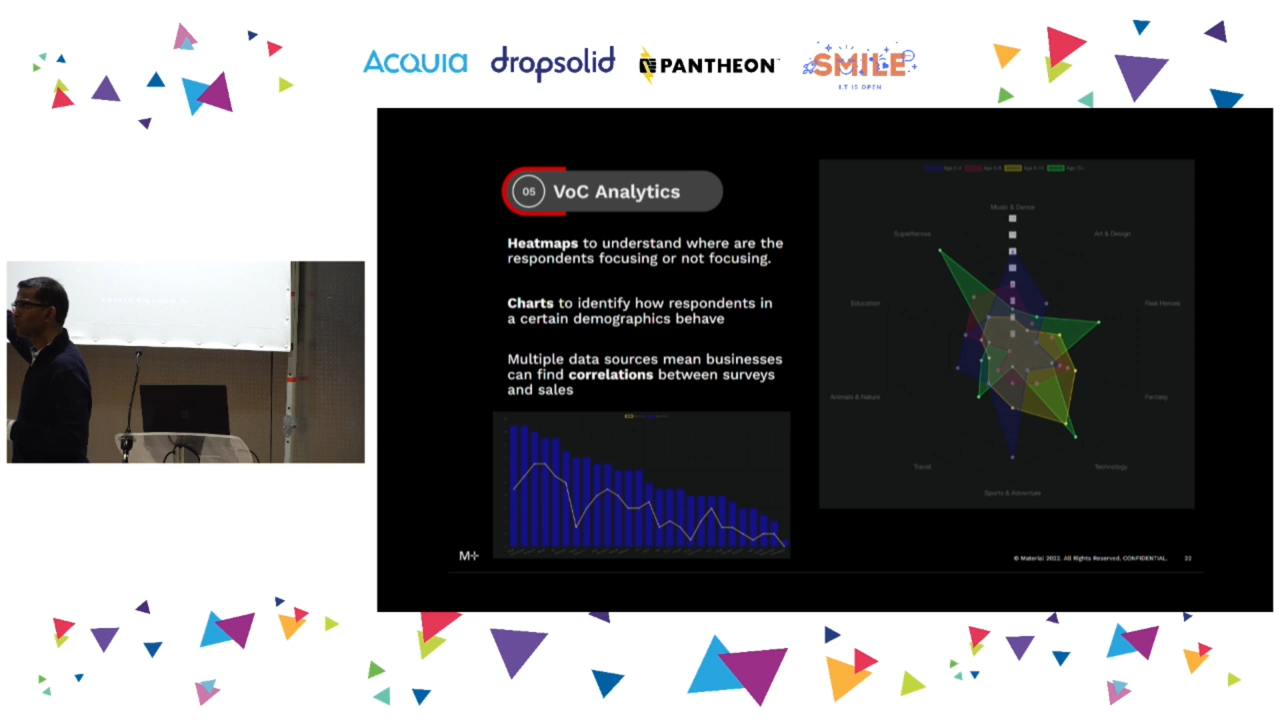 ACQUIA
dropsolid
PANTHEON
SMILE
I.T IS OPEN
05
VoC Analytics
Heatmaps to understand where are the
respondents focusing or not focusing.
Charts to identify how respondents in
a certain demographics behave
Multiple data sources mean businesses
can find correlations between surveys
and sales
Music & Dance
Superheroes
Art & Design
Education
Real Heroes
Animals & Nature
Fantasy
Travel
Technology
Sports & Adventure
M+
© Material 2022. All Rights Reserved, CONFIDENTIAL.
22